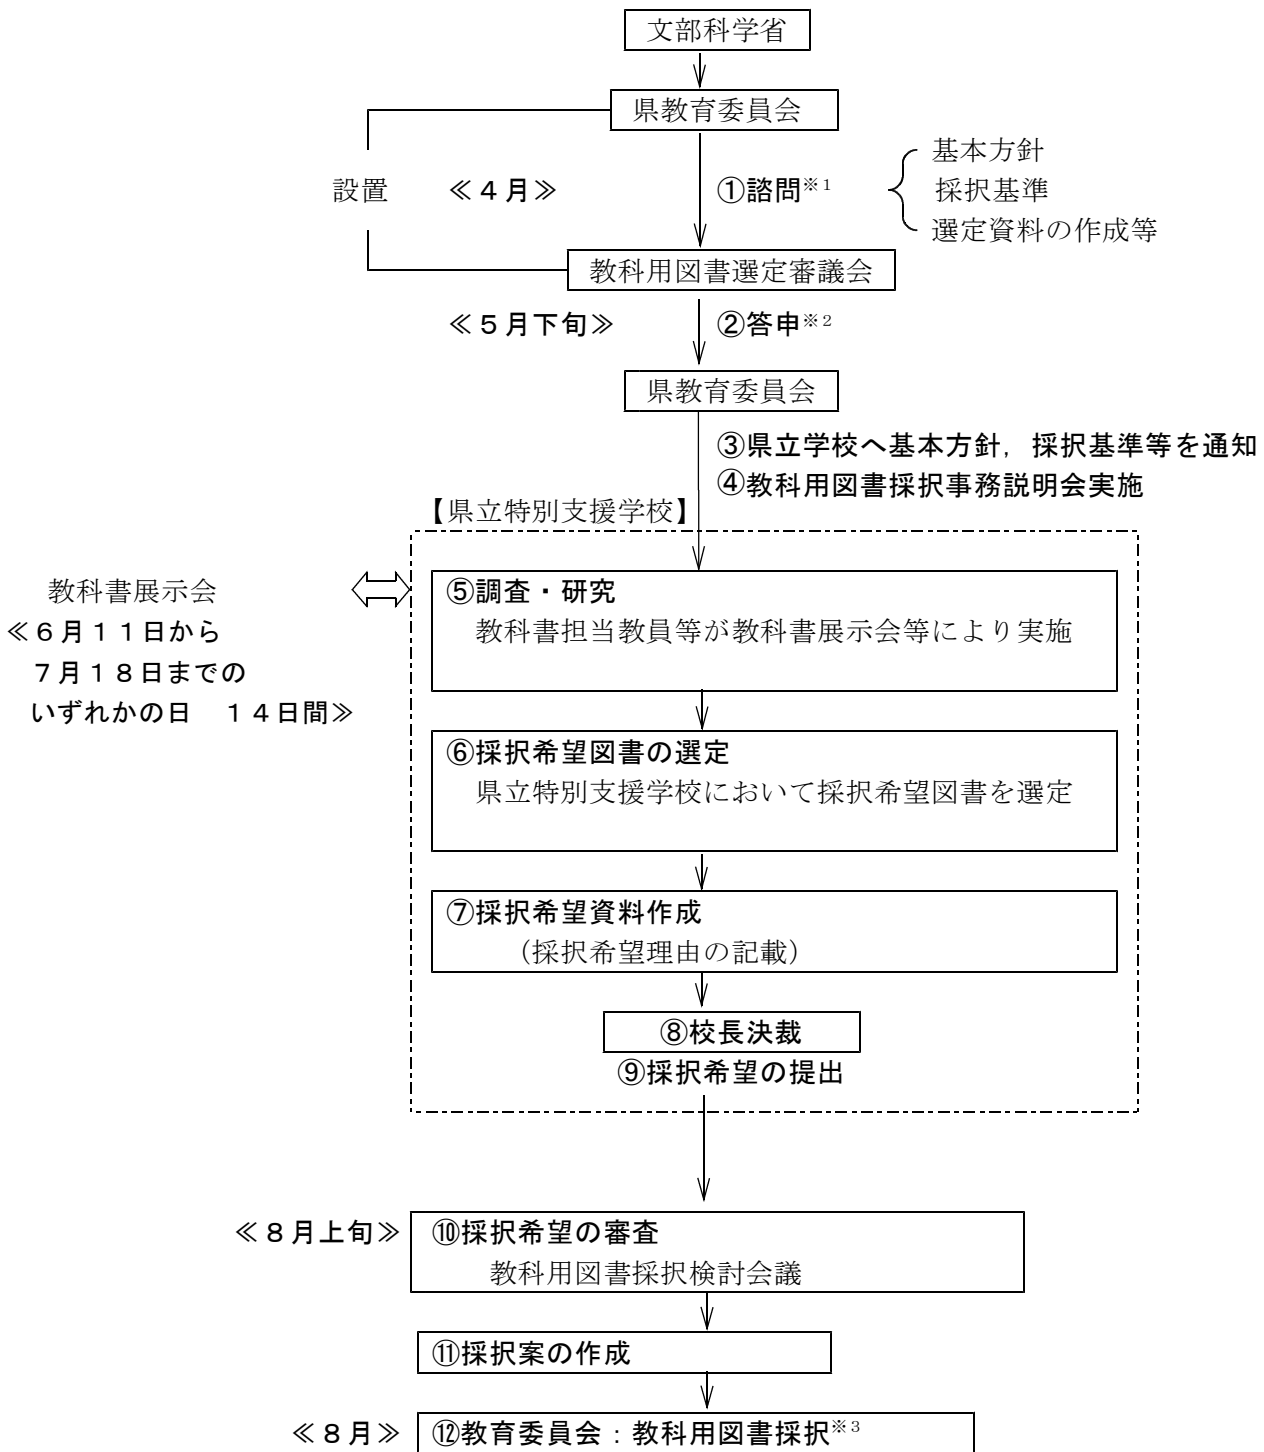 文部科学省
県教育委員会
設置
≪４月≫
①諮問※1
基本方針
採択基準
選定資料の作成等
教科用図書選定審議会
≪５月下旬≫
②答申※2
県教育委員会
③県立学校へ基本方針，採択基準等を通知
④教科用図書採択事務説明会実施
【県立特別支援学校】
教科書展示会
≪６月１１日から
７月１８日までの
いずれかの日　１４日間≫
⑤調査・研究
教科書担当教員等が教科書展示会等により実施
⑥採択希望図書の選定
県立特別支援学校において採択希望図書を選定
⑦採択希望資料作成
（採択希望理由の記載）
⑧校長決裁
⑨採択希望の提出
≪８月上旬≫
⑩採択希望の審査
教科用図書採択検討会議
⑪採択案の作成
≪８月≫
⑫教育委員会：教科用図書採択※3